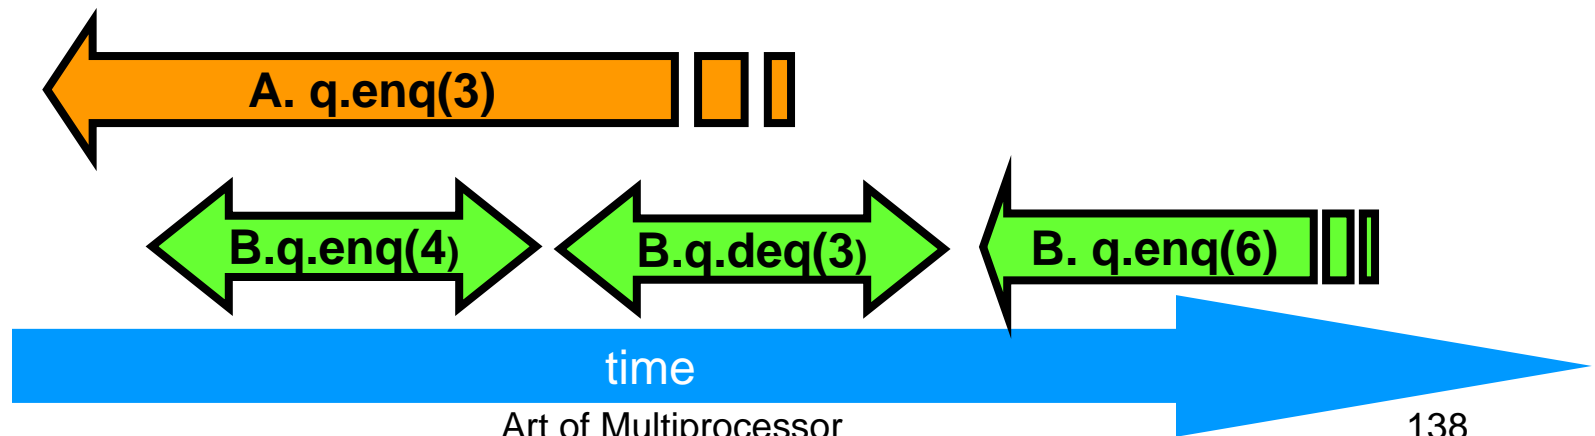 A. q.enq(3)
B.q.enq(4)
B.q.deq(3)
B. q.enq(6)
time
Art of Multiprocessor
138